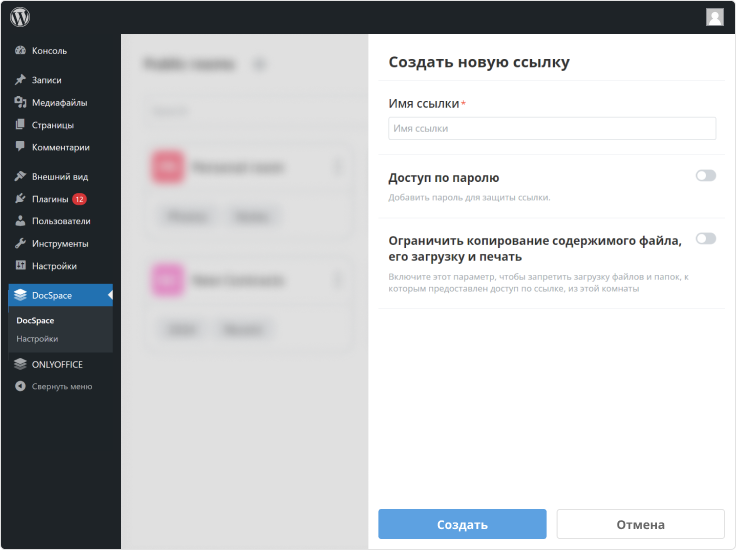 Консоль
Записи
Медиафайлы
Страницы
Комментарии
Внешний вид
Плагины 12
Пользователи
Инструменты
Настройки
DocSpace
DocSpace
Настройки
ONLYOFFICE
Свернуть меню
Создать новую ссылку
Имя ссылки*
Имя ссылки
Доступ по паролю
Добавить пароль для защиты ссылки.
Ограничить копирование содержимого файла,
его загрузку и печать
Включите этот параметр, чтобы запретить загрузку файлов и папок, к
которым предоставлен доступ по ссылке, из этой комнаты
Создать
Отмена